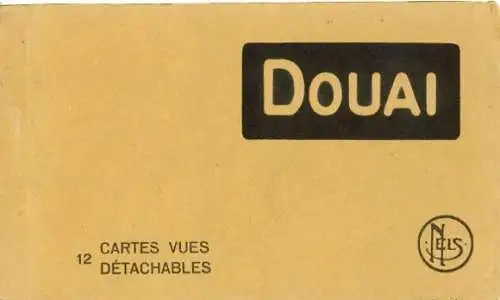 DOUAI
12 CARTES VUES
DÉTACHABLES
NELS